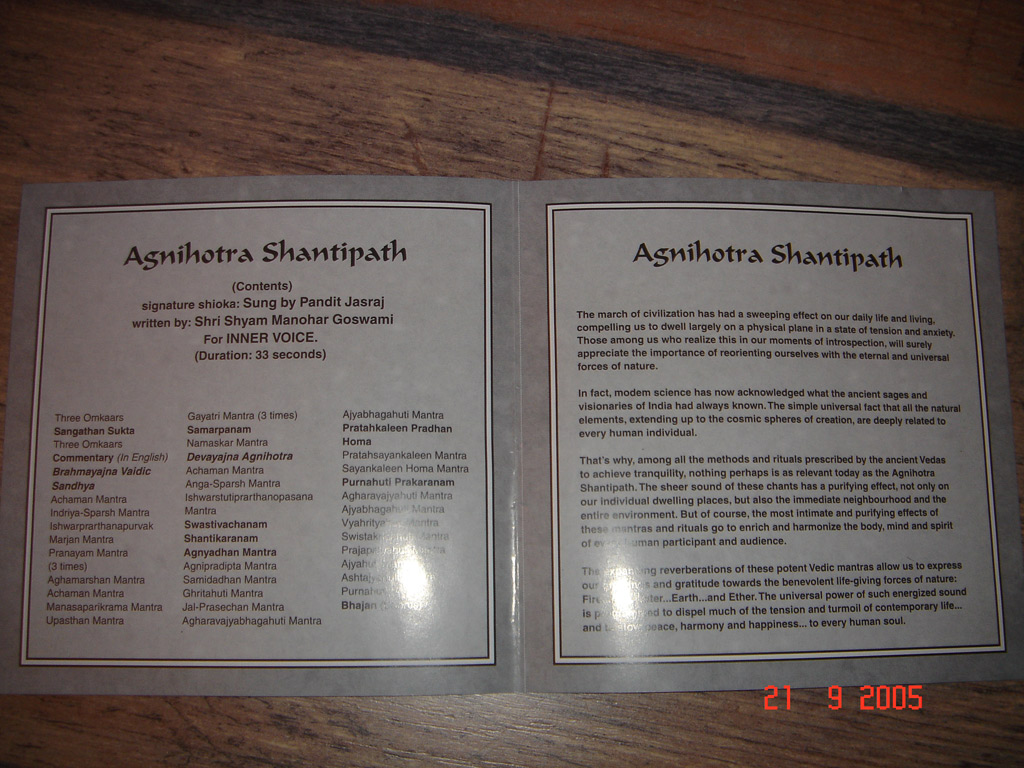 Agnihotra Shantipath
(Contents)
signature shioka: Sung by Pandit Jasraj
written by: Shri Shyam Manohar Goswami
For INNER VOICE.
(Duration: 33 seconds)
Three Omkaars
Sangathan Sukta
Three Omkaars
Commentary (In English)
Brahmayajna Vaidic
Sandhya
Achaman Mantra
Indriya-Sparsh Mantra
Ishwarprarthanapurvak
Marjan Mantra
Pranayam Mantra
(3 times)
Aghamarshan Mantra
Achaman Mantra
Manasaparikrama Mantra
Upasthan Mantra
Gayatri Mantra (3 times)
Samarpanam
Namaskar Mantra
Devayajna Agnihotra
Achaman Mantra
Anga-Sparsh Mantra
Ishwarstutiprarthanopasana
Mantra
Swastivachanam
Shantikaranam
Agnyadhan Mantra
Agnipradipta Mantra
Samidadhan Mantra
Ghritahuti Mantra
Jal-Prasechan Mantra
Agharavajyabhagahuti Mantra
Ajyabhagahuti Mantra
Pratahkaleen Pradhan
Homa
Pratahsayankaleen Mantra
Sayankaleen Homa Mantra
Purnahuti Prakaranam
Agharayajyahuti Mantra
Ajyabhagahuti Mantra
Mantra
Mantra
Bhajan
Agnihotra Shantipath
The march of civilization has had a sweeping effect on our daily life and living,
compelling us to dwell largely on a physical plane in a state of tension and anxiety.
Those among us who realize this in our moments of introspection, will surely
appreciate the importance of reorienting ourselves with the eternal and universal
forces of nature.
In fact, modem science has now acknowledged what the ancient sages and
visionaries of India had always known. The simple universal fact that all the natural
elements, extending up to the cosmic spheres of creation, are deeply related to
every human individual.
That's why, among all the methods and rituals prescribed by the ancient Vedas
to achieve tranquility, nothing perhaps is as relevant today as the Agnihotra
Shantipath. The sheer sound of these chants has a purifying effect, not only on
our individual dwelling places, but also the immediate neighbourhood and the
entire environment. But of course, the most intimate and purifying effects of
these mantras and rituals go to enrich and harmonize the body, mind and spirit
of every human participant and audience.
The reverberations of these potent Vedic mantras allow us to express
our and gratitude towards the benevolent life-giving forces of nature:
...Earth...and Ether. The universal power of such energized sound
is to dispel much of the tension and turmoil of contemporary life...
and peace, harmony and happiness... to every human soul.
21 9 2005